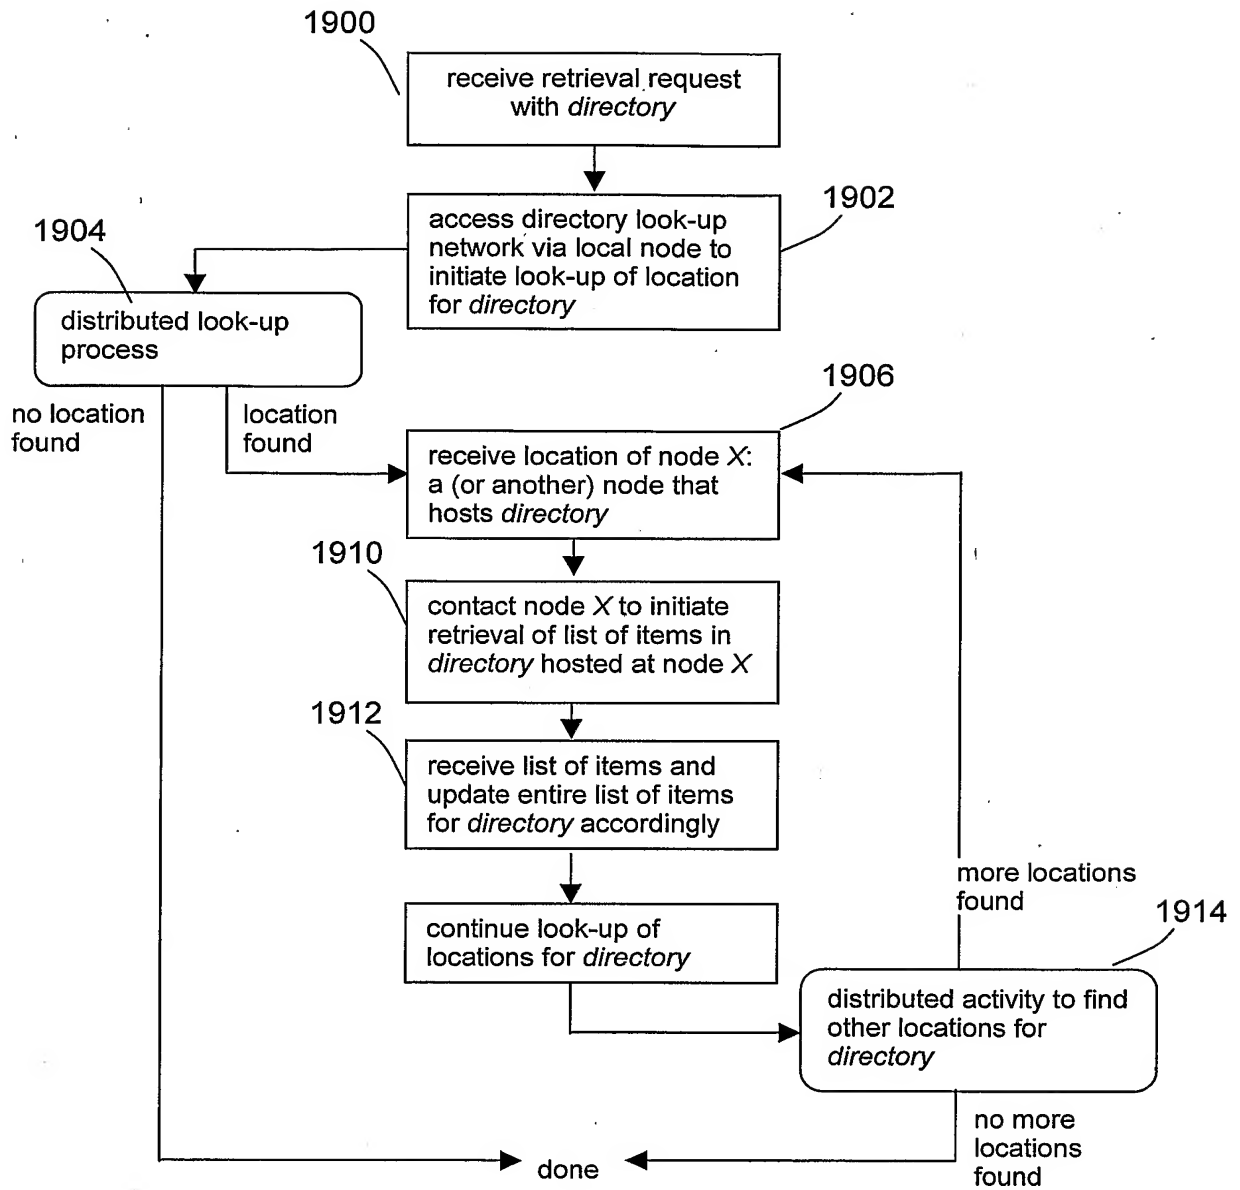 1900
receive retrieval request
with directory
1902
access directory look-up
network via local node to
initiate look-up of location
for directory
1904
distributed look-up
process
no location
found
location
found
1906
receive location of node X:
a (or another) node that
hosts directory
1910
contact node X to initiate
retrieval of list of items in
directory hosted at node X
1912
receive list of items and
update entire list of items
for directory accordingly
continue look-up of
locations for directory
more locations
found
1914
distributed activity to find
other locations for
directory
no more
locations
found
done